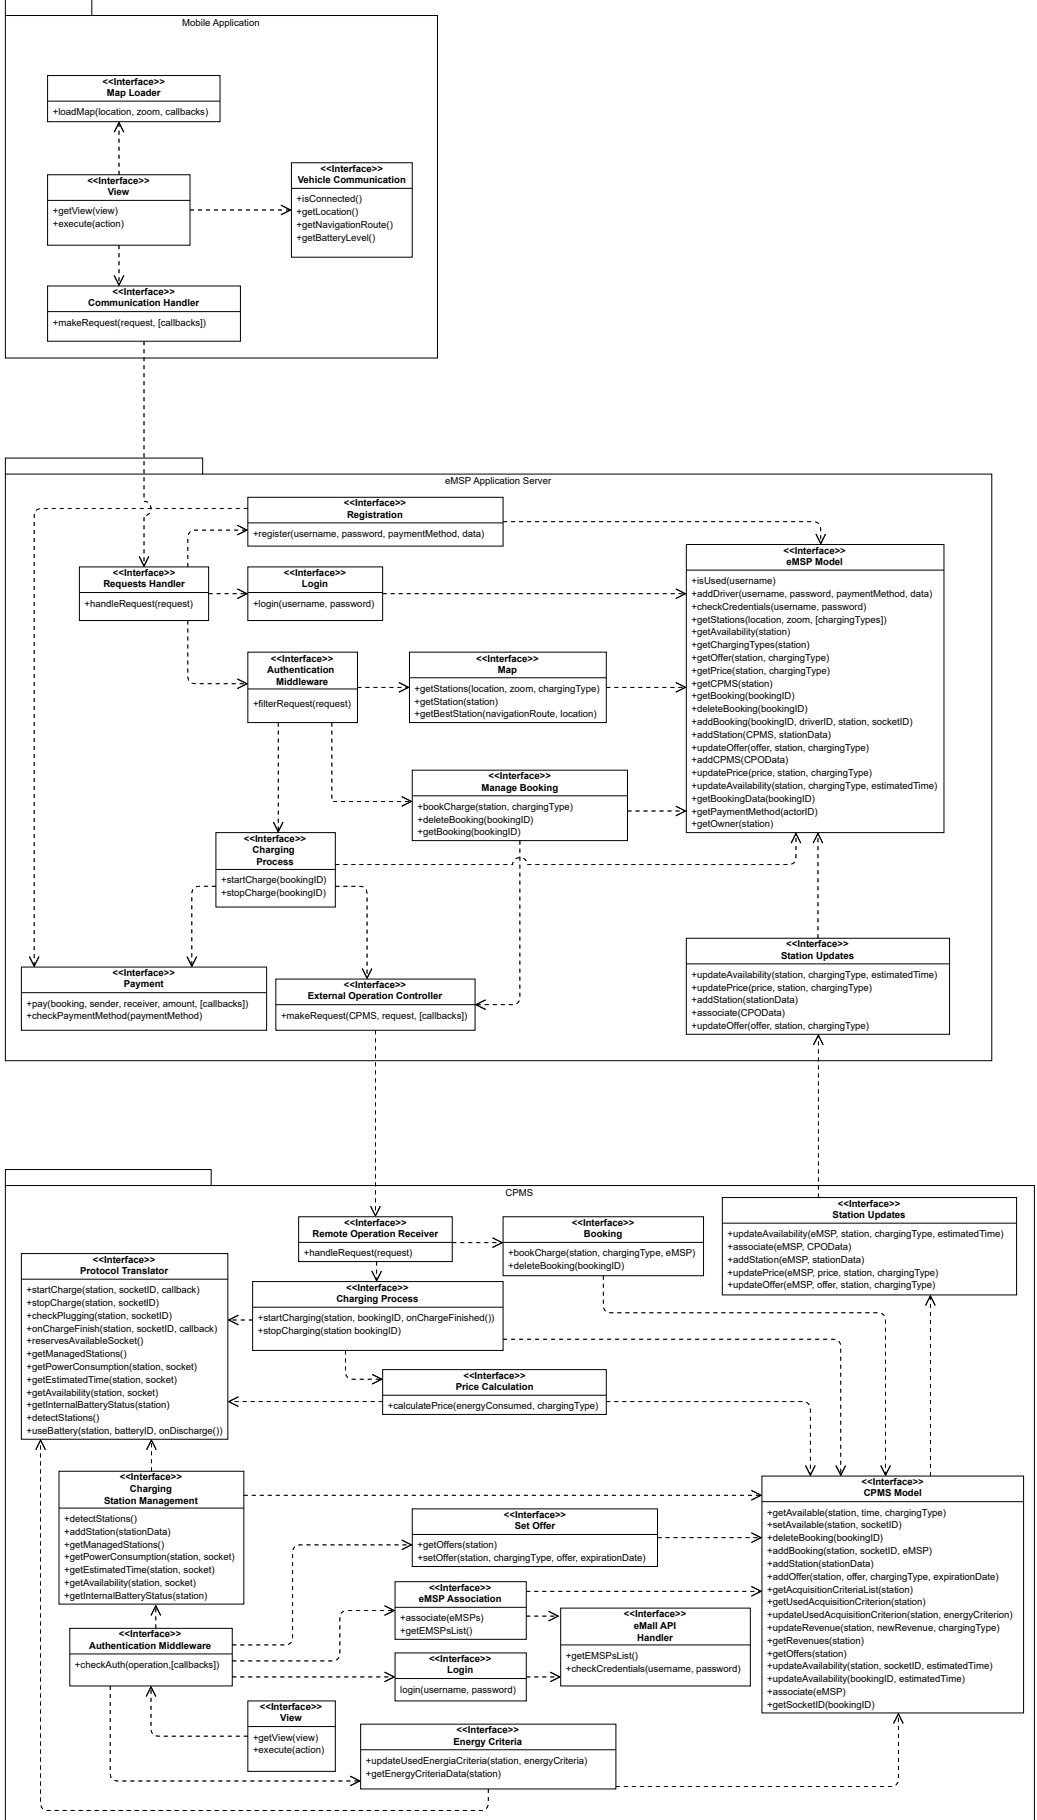 Mobile Application
<<Interface>>
Map Loader
+loadMap(location, zoom, callbacks)
<<Interface>>
View
+getView(view)
+execute(action)
<<Interface>>
Vehicle Communication
+isConnected()
+getLocation()
+getNavigationRoute()
+getBatteryLevel()
<<Interface>>
Communication Handler
+makeRequest(request, [callbacks])
eMSP Application Server
<<Interface>>
Registration
+register(username, password, paymentMethod, data)
<<Interface>>
Requests Handler
+handleRequest(request)
<<Interface>>
Login
+login(username, password)
<<Interface>>
eMSP Model
+isUsed(username)
+addDriver(username, password, paymentMethod, data)
+checkCredentials(username, password)
+getStations(location, zoom, [chargingTypes])
+getAvailability(station)
+getChargingTypes(station)
+getOffer(station, chargingType)
+getPrice(station, chargingType)
+getCPMS(station)
+getBooking(bookingID)
+deleteBooking(bookingID)
+addBooking(bookingID, driverID, station, socketID)
+addStation(CPMS, stationData)
+updateOffer(offer, station, chargingType)
+addCPMS(CPOData)
+updatePrice(price, station, chargingType)
+updateAvailability(station, chargingType, estimatedTime)
+getBookingData(bookingID)
+getPaymentMethod(actorID)
+getOwner(station)
<<Interface>>
Authentication
Middleware
+filterRequest(request)
<<Interface>>
Map
+getStations(location, zoom, chargingType)
+getStation(station)
+getBestStation(navigationRoute, location)
<<Interface>>
Manage Booking
+bookCharge(station, chargingType)
+deleteBooking(bookingID)
+getBooking(bookingID)
<<Interface>>
Charging
Process
+startCharge(bookingID)
+stopCharge(bookingID)
<<Interface>>
Payment
+pay(booking, sender, receiver, amount, [callbacks])
+checkPaymentMethod(paymentMethod)
<<Interface>>
External Operation Controller
+makeRequest(CPMS, request, [callbacks])
<<Interface>>
Station Updates
+updateAvailability(station, chargingType, estimatedTime)
+updatePrice(price, station, chargingType)
+addStation(stationData)
+associate(CPOData)
+updateOffer(offer, station, chargingType)
CPMS
<<Interface>>
Remote Operation Receiver
+handleRequest(request)
<<Interface>>
Booking
+bookCharge(station, chargingType, eMSP)
+deleteBooking(bookingID)
<<Interface>>
Station Updates
+updateAvailability(eMSP, station, chargingType, estimatedTime)
+associate(eMSP, CPOData)
+addStation(eMSP, stationData)
+updatePrice(eMSP, price, station, chargingType)
+updateOffer(eMSP, offer, station, chargingType)
<<Interface>>
Protocol Translator
+startCharge(station, socketID, callback)
+stopCharge(station, socketID)
+checkPlugging(station, socketID)
+onChargeFinish(station, socketID, callback)
+reservesAvailableSocket()
+getManagedStations()
+getPowerConsumption(station, socket)
+getEstimatedTime(station, socket)
+getAvailability(station, socket)
+getInternalBatteryStatus(station)
+detectStations()
+useBattery(station, batteryID, onDischarge())
<<Interface>>
Charging Process
+startCharging(station, bookingID, onChargeFinished())
+stopCharging(station bookingID)
<<Interface>>
Price Calculation
+calculatePrice(energyConsumed, chargingType)
<<Interface>>
Charging
Station Management
+detectStations()
+addStation(stationData)
+getManagedStations()
+getPowerConsumption(station, socket)
+getEstimatedTime(station, socket)
+getAvailability(station, socket)
+getInternalBatteryStatus(station)
<<Interface>>
Set Offer
+getOffers(station)
+setOffer(station, chargingType, offer, expirationDate)
<<Interface>>
CPMS Model
+getAvailable(station, time, chargingType)
+setAvailable(station, socketID)
+deleteBooking(bookingID)
+addBooking(station, socketID, eMSP)
+addStation(stationData)
+addOffer(station, offer, chargingType, expirationDate)
+getAcquisitionCriteriaList(station)
+getUsedAcquisitionCriterion(station)
+updateUsedAcquisitionCriterion(station, energyCriterion)
+updateRevenue(station, newRevenue, chargingType)
+getRevenues(station)
+getOffers(station)
+updateAvailability(station, socketID, estimatedTime)
+updateAvailability(bookingID, estimatedTime)
+associate(eMSP)
+getSocketID(bookingID)
<<Interface>>
eMSP Association
+associate(eMSPs)
+getEMSPsList()
<<Interface>>
eMall API
Handler
+getEMSPsList()
+checkCredentials(username, password)
<<Interface>>
Authentication Middleware
+checkAuth(operation,[callbacks])
<<Interface>>
Login
login(username, password)
<<Interface>>
View
+getView(view)
+execute(action)
<<Interface>>
Energy Criteria
+updateUsedEnergiaCriteria(station, energyCriteria)
+getEnergyCriteriaData(station)